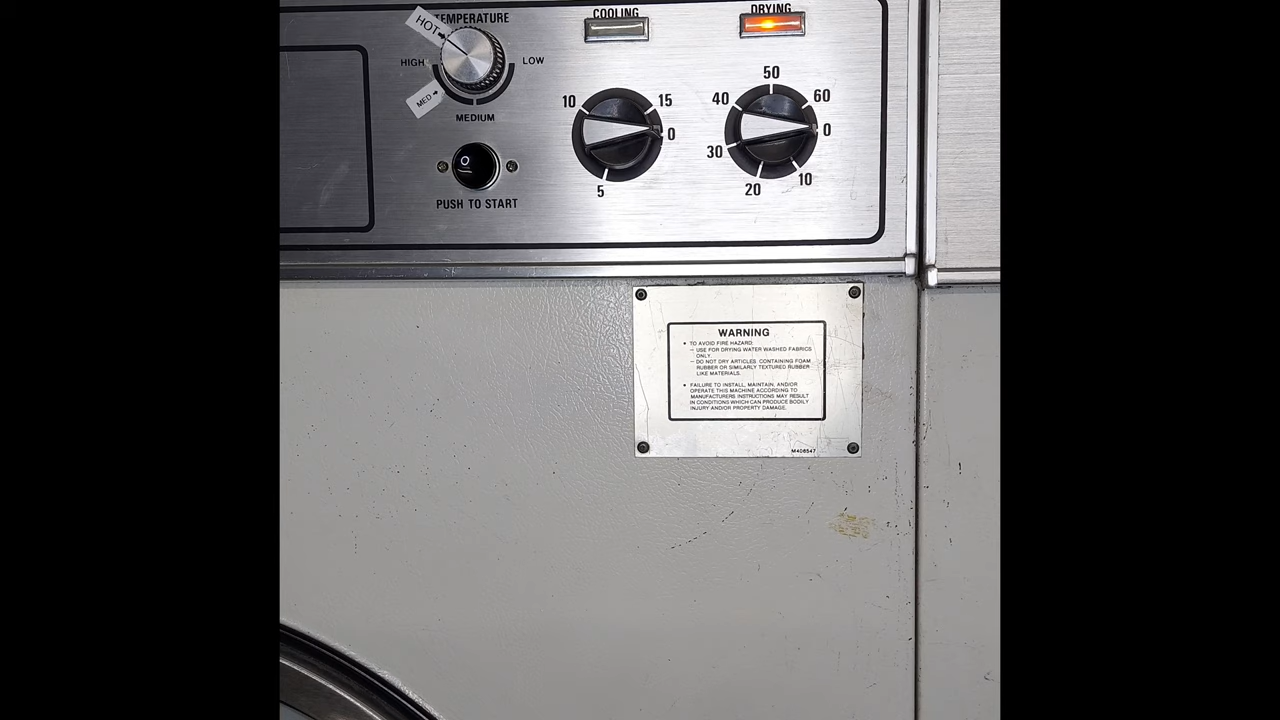 TEMPERATURE
COOLING
DRYING
HOT
HIGH
LOW
MED
MEDIUM
PUSH TO START
10
15
0
5
50
40
60
0
30
20
10
WARNING
• TO AVOID FIRE HAZARD:
– USE FOR DRYING WATER WASHED FABRICS
ONLY.
– DO NOT DRY ARTICLES CONTAINING FOAM
RUBBER OR SIMILARLY TEXTURED RUBBER
LIKE MATERIALS.
• FAILURE TO INSTALL, MAINTAIN, AND/OR
OPERATE THIS MACHINE ACCORDING TO
MANUFACTURERS INSTRUCTIONS MAY RESULT
IN CONDITIONS WHICH CAN PRODUCE BODILY
INJURY AND/OR PROPERTY DAMAGE.
M406547